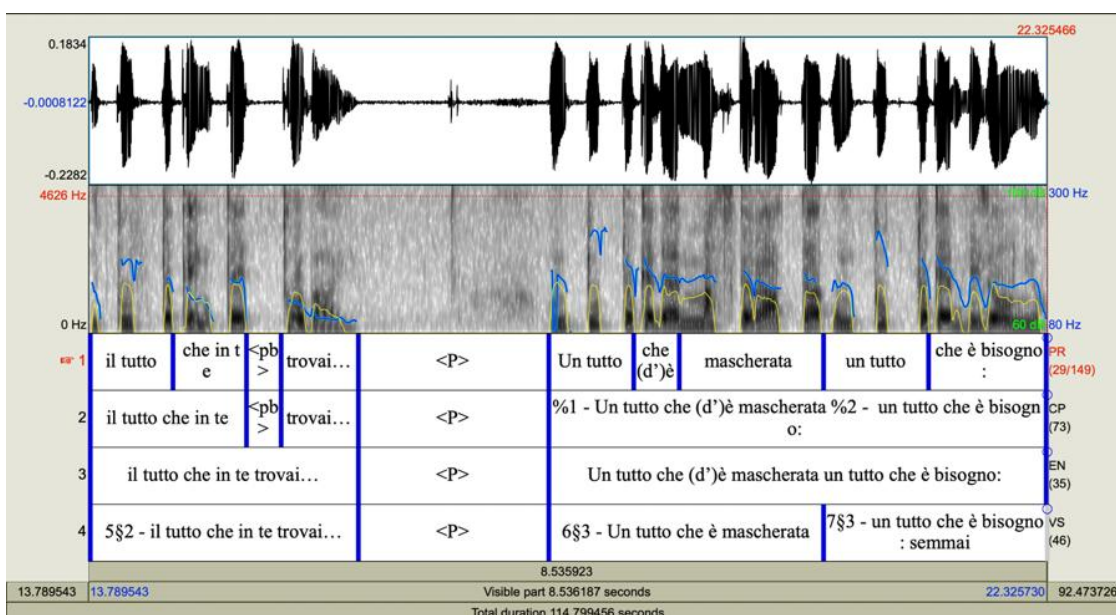 22.325466
0.1834
-0.0008122
-0.2282
4626 Hz
300 Hz
0 Hz
60 dB
80 Hz
1
il tutto
che in t
e
<pb
>
trovai…
<P>
Un tutto
che
(d’)è
mascherata
un tutto
che è bisogno
:
PR
(29/149)
2
il tutto che in te
<pb
>
trovai…
<P>
%1 - Un tutto che (d’)è mascherata %2 - un tutto che è bisogn
o:
CP
(73)
3
il tutto che in te trovai…
<P>
Un tutto che (d’)è mascherata un tutto che è bisogno:
EN
(35)
4
5§2 - il tutto che in te trovai…
<P>
6§3 - Un tutto che è mascherata
7§3 - un tutto che è bisogno
: semmai
VS
(46)
8.535923
13.789543
13.789543
Visible part 8.536187 seconds
22.325730
92.473726
Total duration 114.799456 seconds